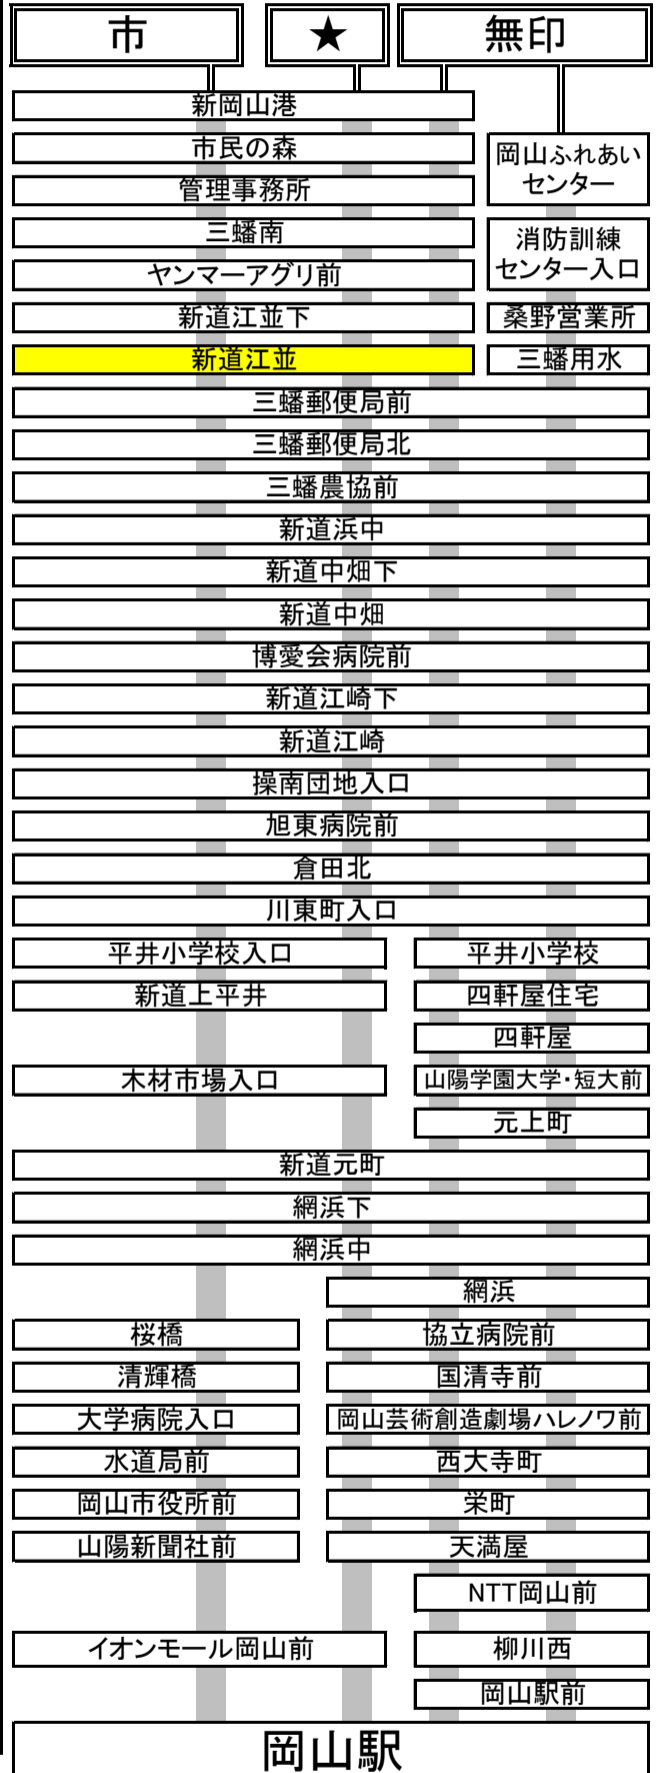 市 ★ 無印
新岡山港
市民の森
岡山ふれあい
センター
管理事務所
三蟠南
消防訓練
センター入口
ヤンマーアグリ前
新道江並下 桑野営業所
新道江並 三蟠用水
三蟠郵便局前
三蟠郵便局北
三蟠農協前
新道浜中
新道中畑下
新道中畑
博愛会病院前
新道江崎下
新道江崎
操南団地入口
旭東病院前
倉田北
川東町入口
平井小学校入口 平井小学校
新道上平井 四軒屋住宅
四軒屋
木材市場入口 山陽学園大学・短大前
元上町
新道元町
網浜下
網浜中
網浜
桜橋 協立病院前
清輝橋 国清寺前
大学病院入口 岡山芸術創造劇場ハレノワ前
水道局前 西大寺町
岡山市役所前 栄町
山陽新聞社前 天満屋
NTT岡山前
イオンモール岡山前 柳川西
岡山駅前
岡山駅